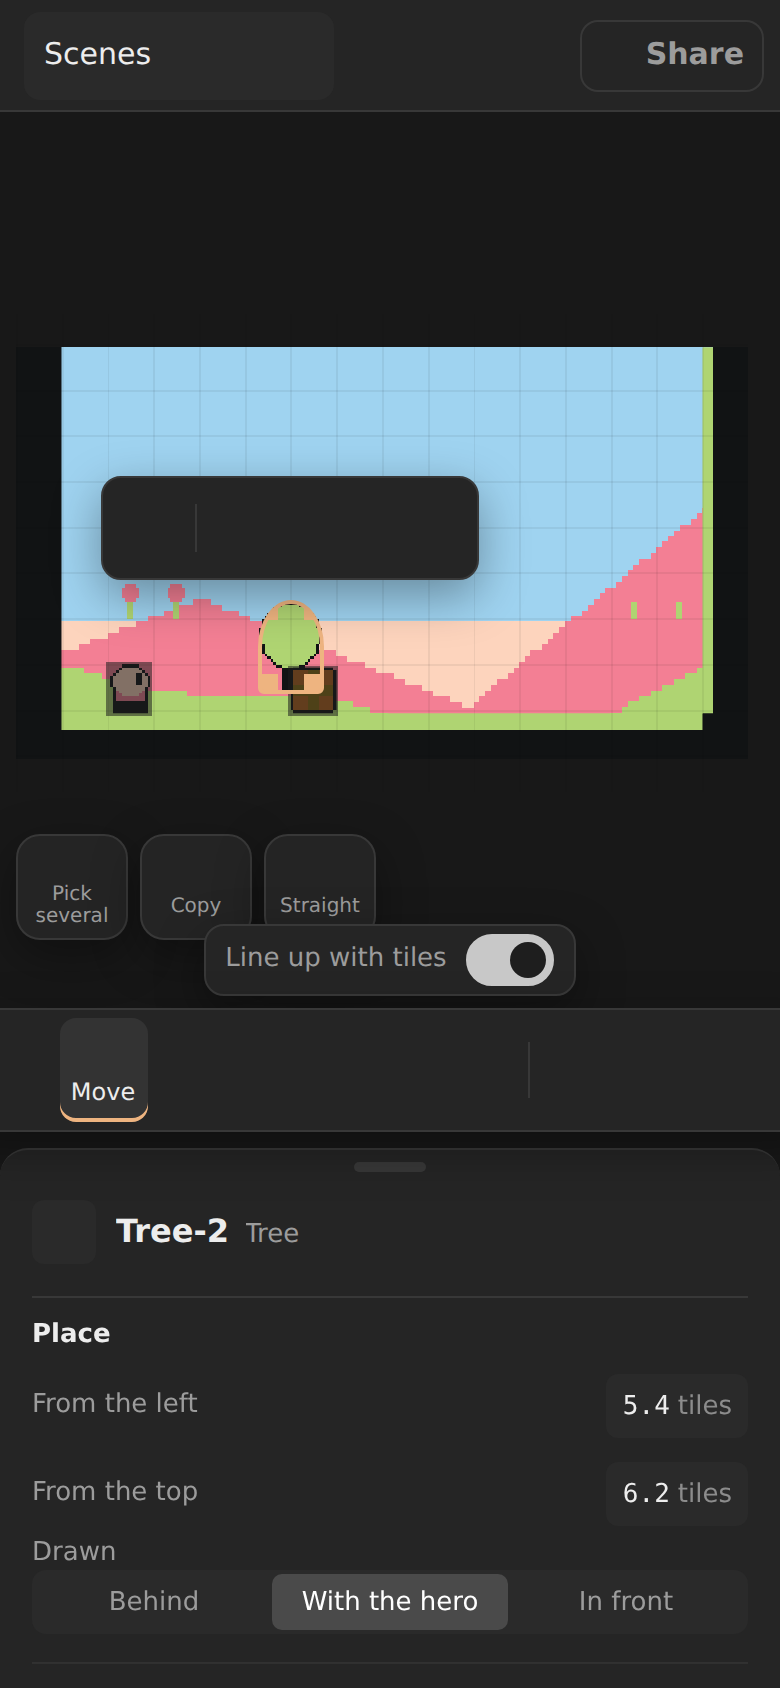 Scenes
Share
Pick several
Copy
Straight
Line up with tiles
Move
Tree-2 Tree
Place
From the left
5.4 tiles
From the top
6.2 tiles
Drawn
Behind
With the hero
In front